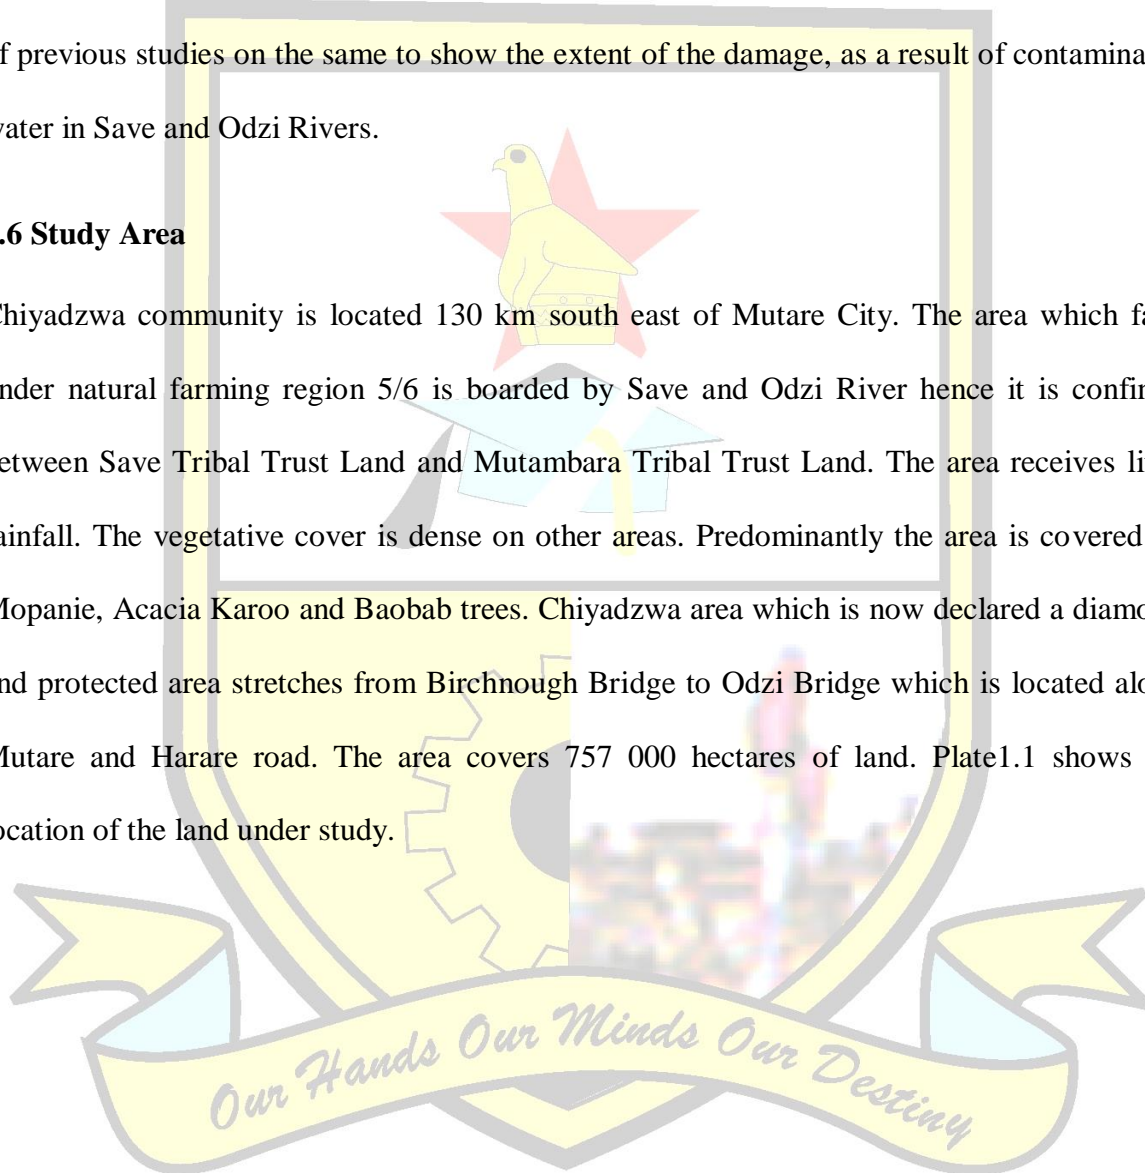 f previous studies on the same to show the extent of the damage, as a result of contamina
ater in Save and Odzi Rivers.
.6 Study Area
hiyadzwa community is located 130 km south east of Mutare City. The area which fa
nder natural farming region 5/6 is boarded by Save and Odzi River hence it is confin
etween Save Tribal Trust Land and Mutambara Tribal Trust Land. The area receives li
ainfall. The vegetative cover is dense on other areas. Predominantly the area is covered
opanie, Acacia Karoo and Baobab trees. Chiyadzwa area which is now declared a diamo
nd protected area stretches from Birchnough Bridge to Odzi Bridge which is located alo
utare and Harare road. The area covers 757 000 hectares of land. Plate1.1 shows
ocation of the land under study.
Our Hands Our Minds Our Destiny